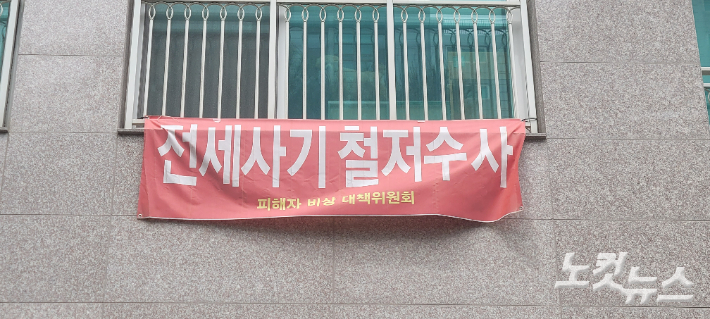 전세사기 철저수사
피해자 비상 대책위원회
노컷뉴스